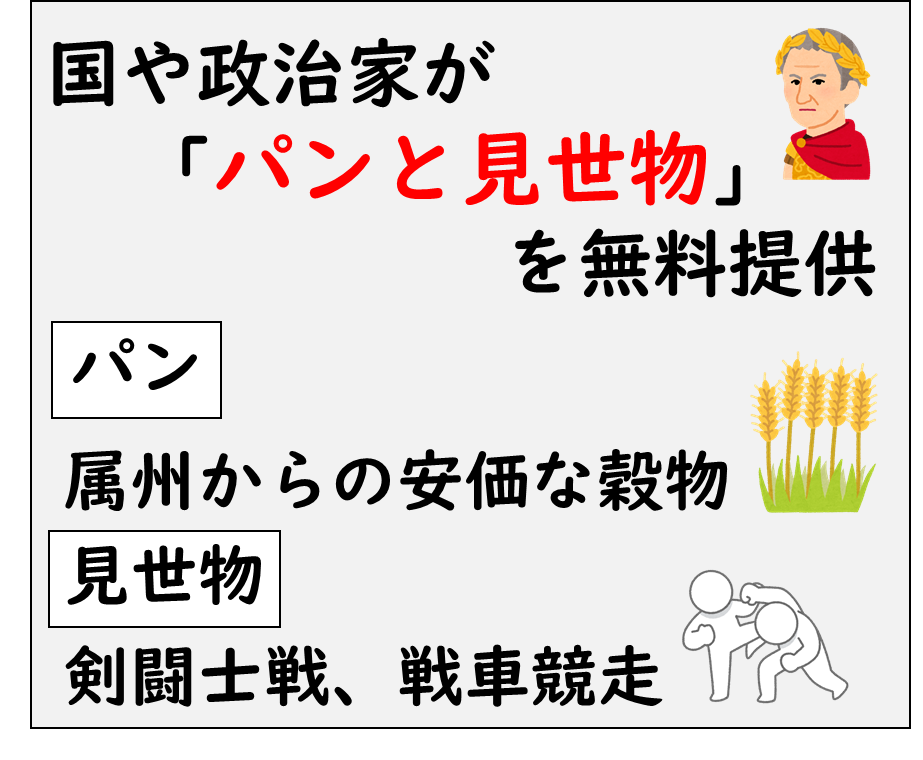 国や政治家が
「パンと見世物」
を無料提供
パン
属州からの安価な穀物
見世物
剣闘士戦、戦車競走